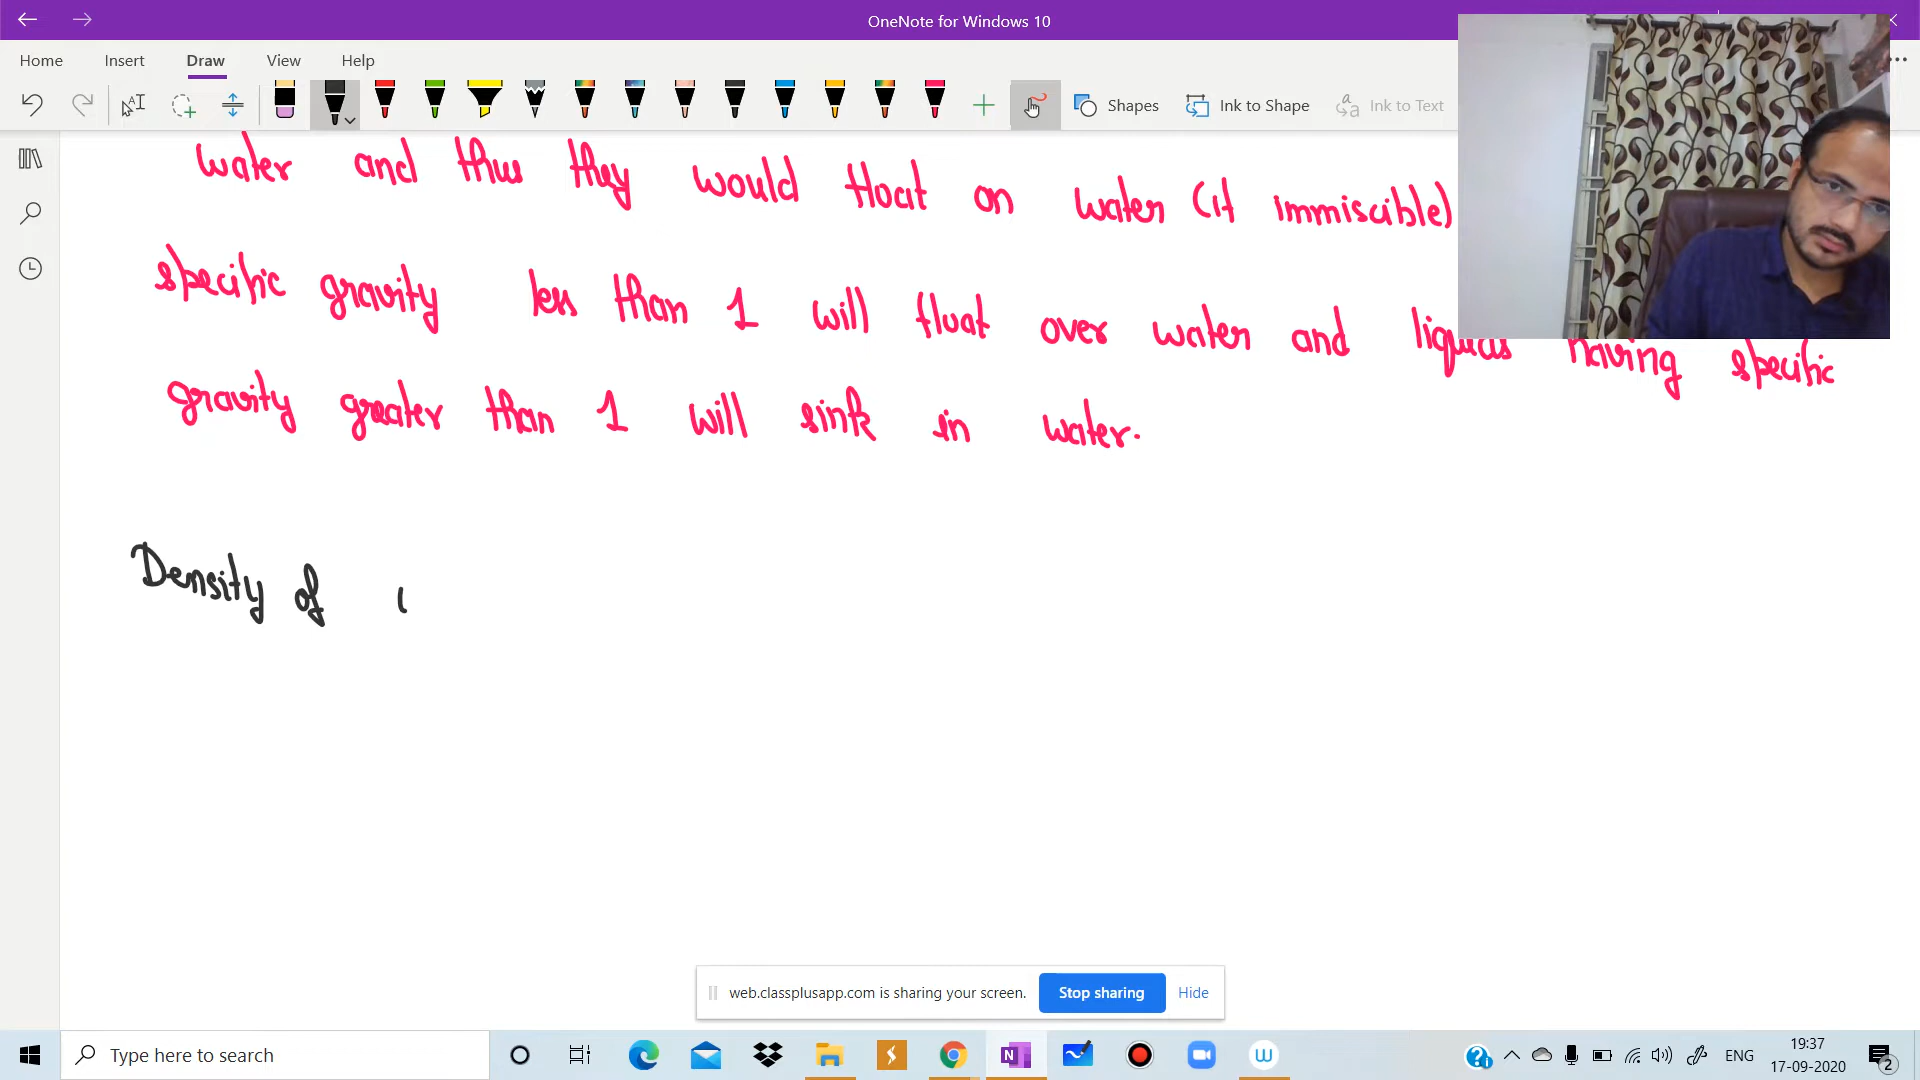 OneNote for Windows 10
Home Insert Draw View Help
Shapes Ink to Shape Ink to Text
water and thus they would float on water (if immiscible)
specific gravity less than 1 will float over water and liquids having specific
gravity greater than 1 will sink in water.
Density of
web.classplusapp.com is sharing your screen. Stop sharing Hide
Type here to search
ENG
19:37
17-09-2020
2